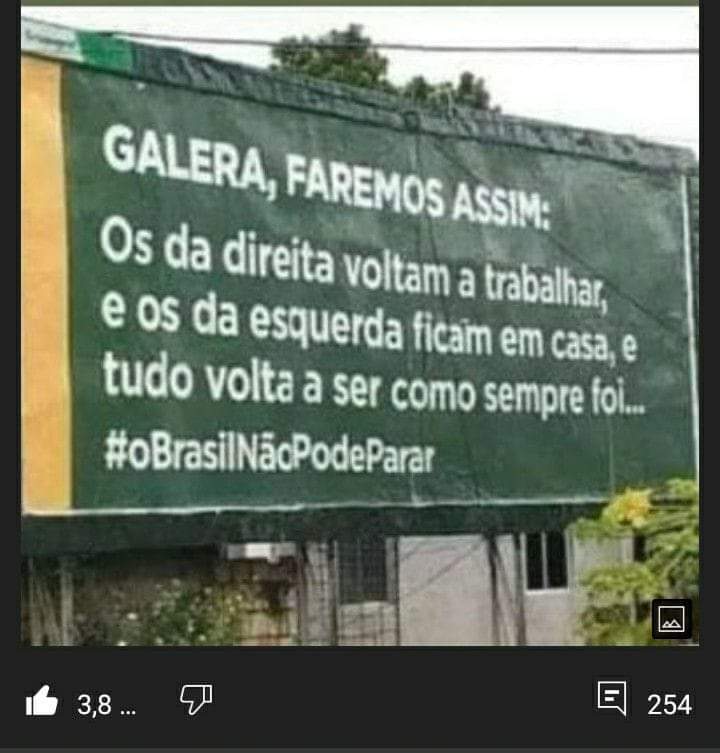 GALERA, FAREMOS ASSIM:
Os da direita voltam a trabalhar,
e os da esquerda ficam em casa, e
tudo volta a ser como sempre foi...
#oBrasilNãoPodeParar
3,8 ...
254